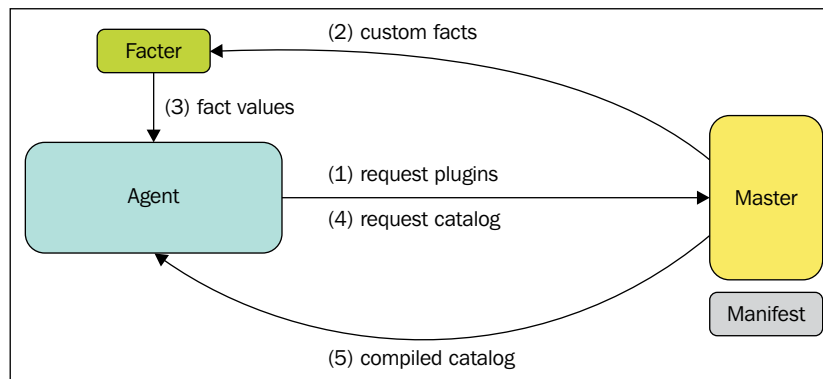 (2) custom facts
Facter
(3) fact values
(1) request plugins
Agent
Master
(4) request catalog
Manifest
(5) compiled catalog